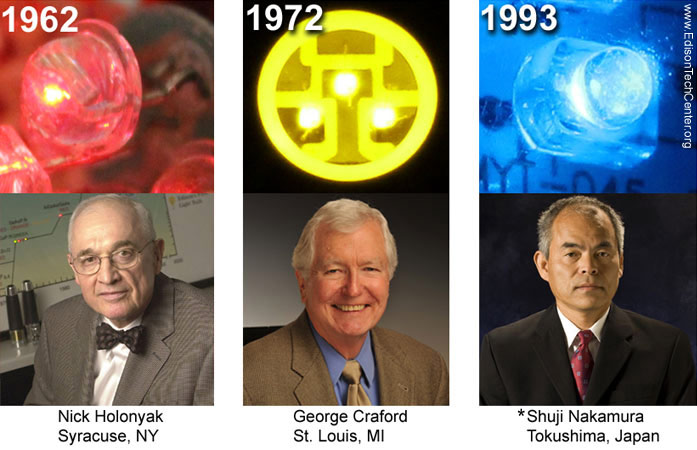 1962
1972
1993
www.EdisonTechCenter.org
Nick Holonyak
Syracuse, NY
George Craford
St. Louis, MI
*Shuji Nakamura
Tokushima, Japan